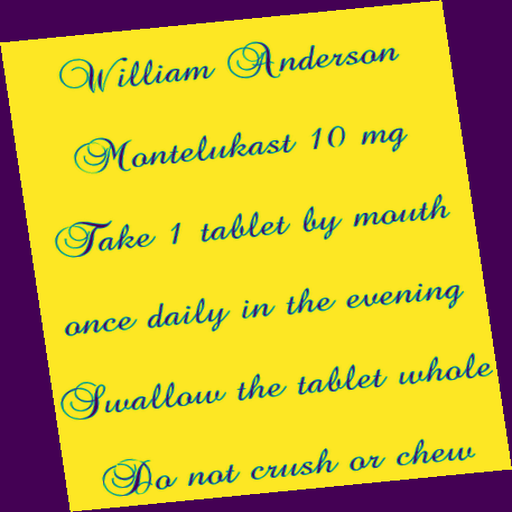 William Anderson
Montelukast 10 mg
Take 1 tablet by mouth
once daily in the evening
Swallow the tablet whole
Do not crush or chew